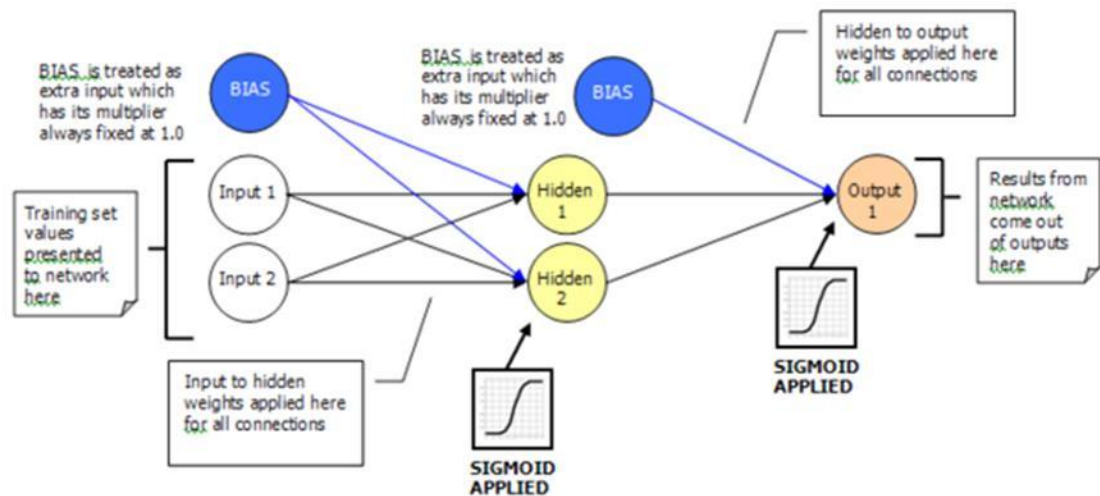 BIAS is treated as
extra input which
has its multiplier
always fixed at 1.0
BIAS
BIAS is treated as
extra input which
has its multiplier
always fixed at 1.0
BIAS
Hidden to output
weights applied here
for all connections
Training set
values
presented
to network
here
Input 1
Input 2
Hidden
1
Hidden
2
Output
1
Results from
network
come out
of outputs
here
Input to hidden
weights applied here
for all connections
SIGMOID
APPLIED
SIGMOID
APPLIED